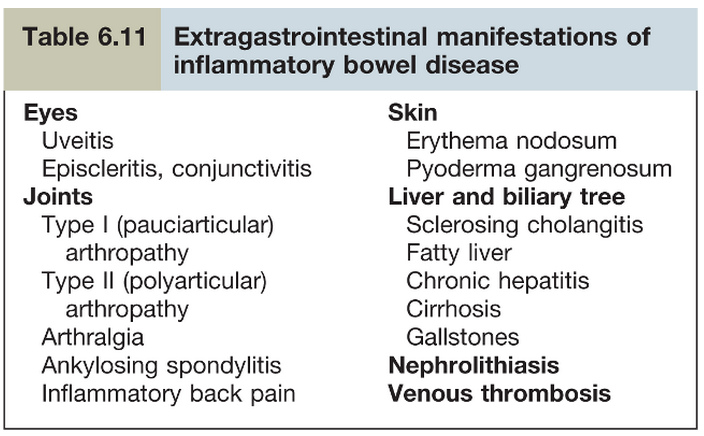 Table 6.11
Extragastrointestinal manifestations of
inflammatory bowel disease
Eyes
Uveitis
Episcleritis, conjunctivitis
Joints
Type I (pauciarticular)
arthropathy
Type II (polyarticular)
arthropathy
Arthralgia
Ankylosing spondylitis
Inflammatory back pain
Skin
Erythema nodosum
Pyoderma gangrenosum
Liver and biliary tree
Sclerosing cholangitis
Fatty liver
Chronic hepatitis
Cirrhosis
Gallstones
Nephrolithiasis
Venous thrombosis